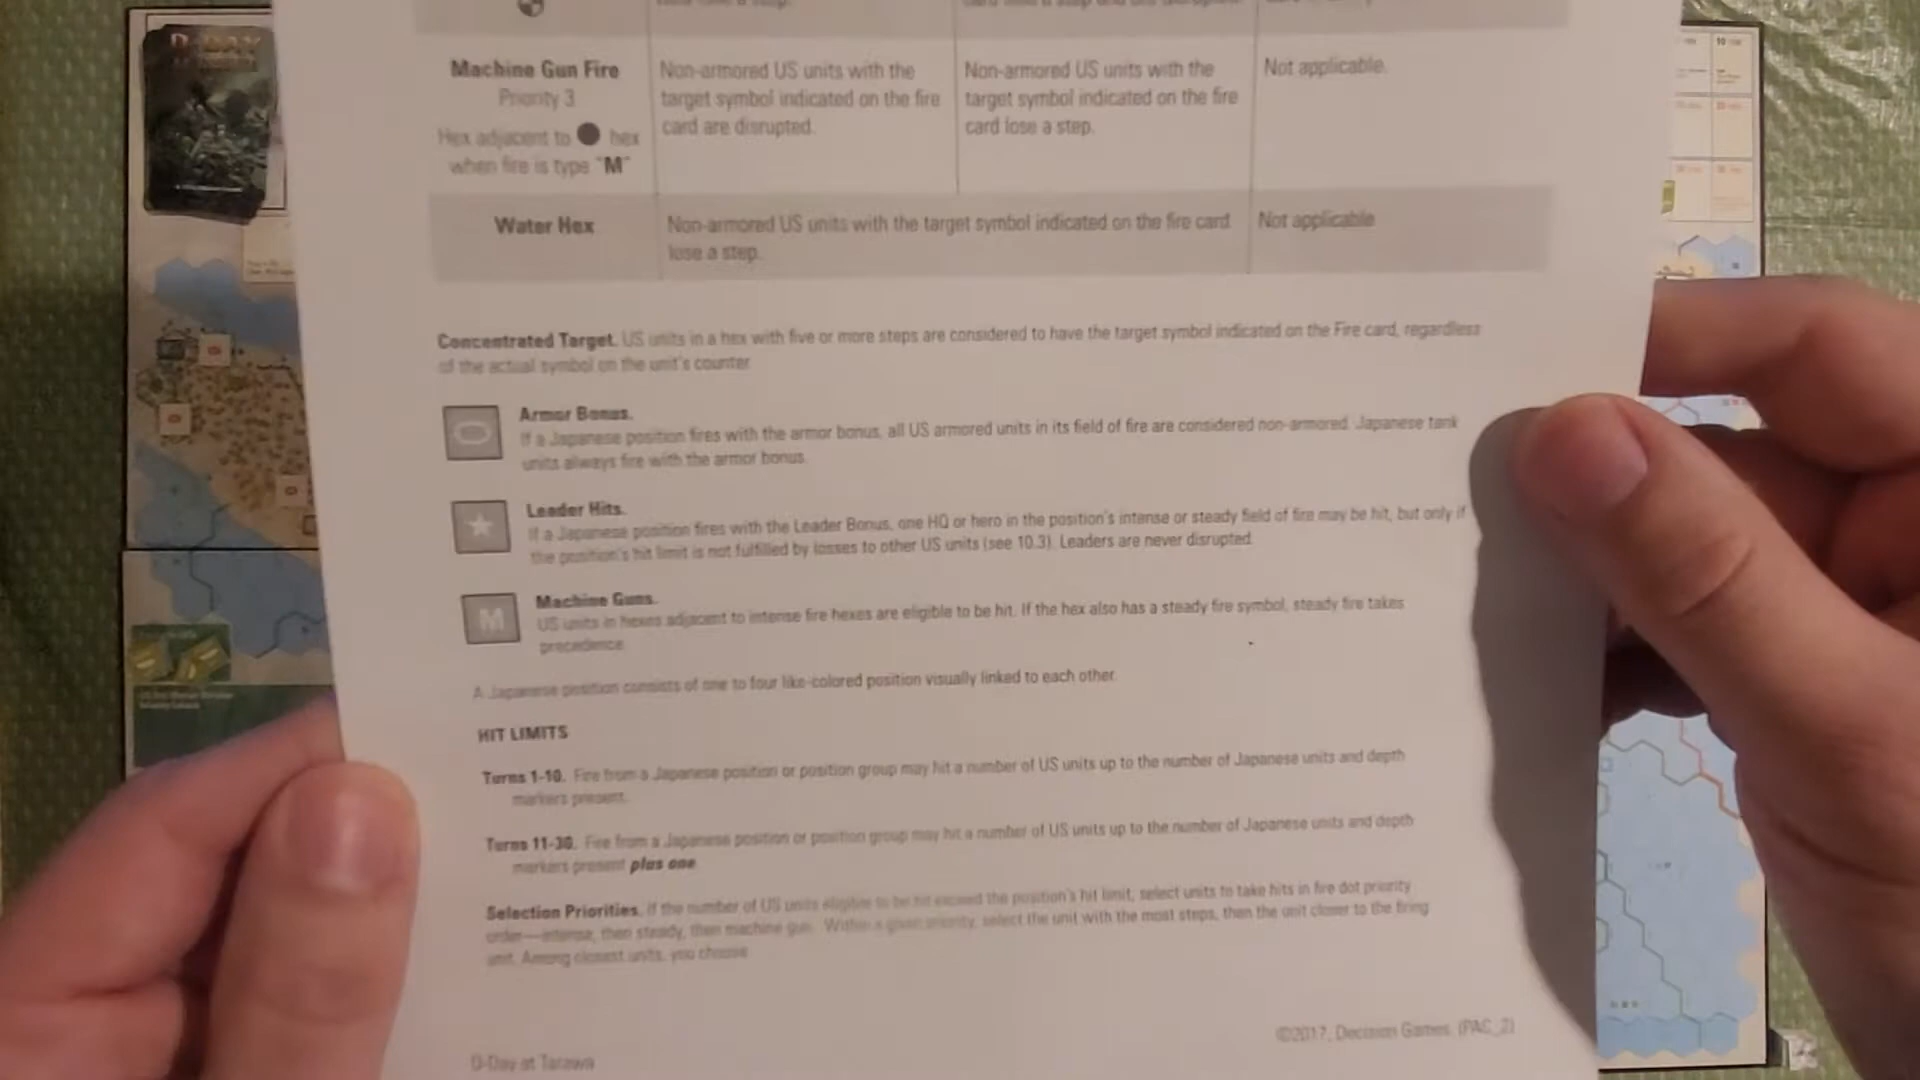 Machine Gun Fire
Priority 3
Hex adjacent to hex
when fire is type "M"
Non-armored US units with the
target symbol indicated on the fire
card are disrupted.
Non-armored US units with the
target symbol indicated on the fire
card lose a step.
Not applicable.
Water Hex
Non-armored US units with the target symbol indicated on the fire card
lose a step.
Not applicable
Concentrated Target. US units in a hex with five or more steps are considered to have the target symbol indicated on the Fire card, regardless
of the actual symbol on the unit's counter
Armor Bonus.
If a Japanese position fires with the armor bonus, all US armored units in its field of fire are considered non-armored. Japanese tank
units always fire with the armor bonus.
Leader Hits.
If a Japanese position fires with the Leader Bonus, one HQ or hero in the position's intense or steady field of fire may be hit, but only if
the position's hit limit is not fulfilled by losses to other US units (see 10.3). Leaders are never disrupted.
M
Machine Guns.
US units in hexes adjacent to intense fire hexes are eligible to be hit. If the hex also has a steady fire symbol, steady fire takes
precedence.
A Japanese position consists of one to four like-colored position visually linked to each other.
HIT LIMITS
Turns 1-10. Fire from a Japanese position or position group may hit a number of US units up to the number of Japanese units and depth
markers present.
Turns 11-30. Fire from a Japanese position or position group may hit a number of US units up to the number of Japanese units and depth
markers present plus one
Selection Priorities. If the number of US units eligible to be hit exceed the position's hit limit, select units to take hits in fire dot priority
order—intense, then steady, then machine gun. Within a given priority, select the unit with the most steps, then the unit closer to the firing
unit. Among closest units, you choose
©2017, Decision Games (PAC_2)
D-Day at Tarawa